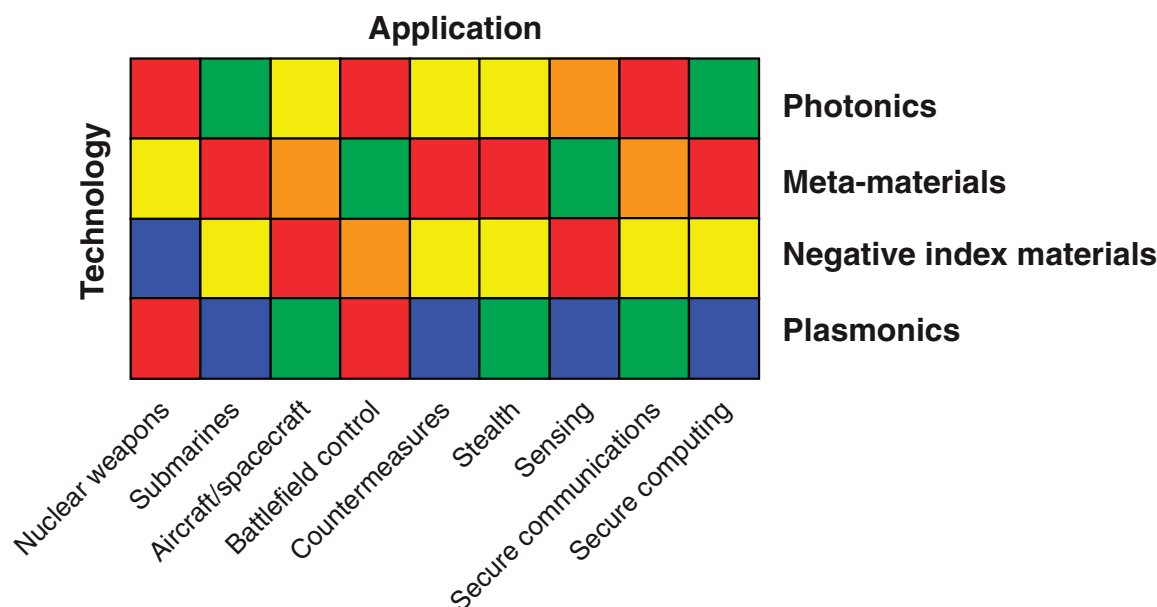 Application
Technology
Photonics
Meta-materials
Negative index materials
Plasmonics
Nuclear weapons
Submarines
Aircraft/spacecraft
Battlefield control
Countermeasures
Stealth
Sensing
Secure communications
Secure computing